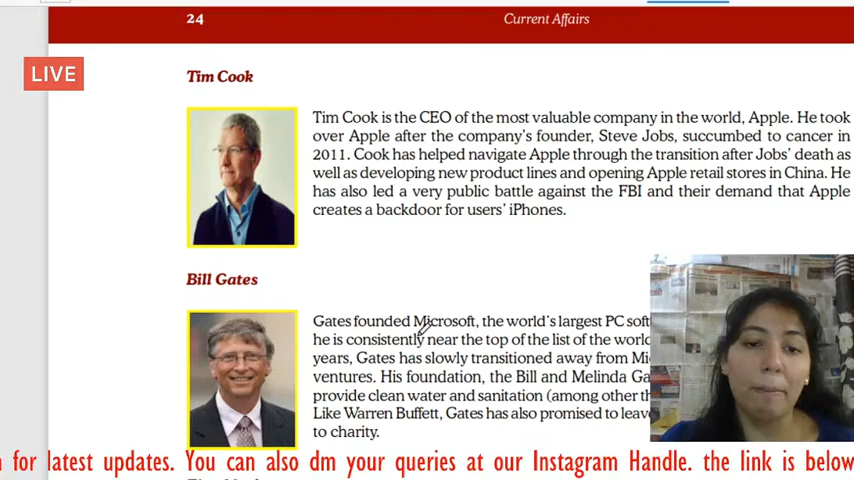 24
Current Affairs
LIVE
Tim Cook
Tim Cook is the CEO of the most valuable company in the world, Apple. He took
over Apple after the company's founder, Steve Jobs, succumbed to cancer in
2011. Cook has helped navigate Apple through the transition after Jobs' death as
well as developing new product lines and opening Apple retail stores in China. He
has also led a very public battle against the FBI and their demand that Apple
creates a backdoor for users' iPhones.
Bill Gates
Gates founded Microsoft, the world's largest PC soft
he is consistently near the top of the list of the world
years, Gates has slowly transitioned away from Mi
ventures. His foundation, the Bill and Melinda Ga
provide clean water and sanitation (among other th
Like Warren Buffett, Gates has also promised to leav
to charity.
for latest updates. You can also dm your queries at our Instagram Handle. the link is below